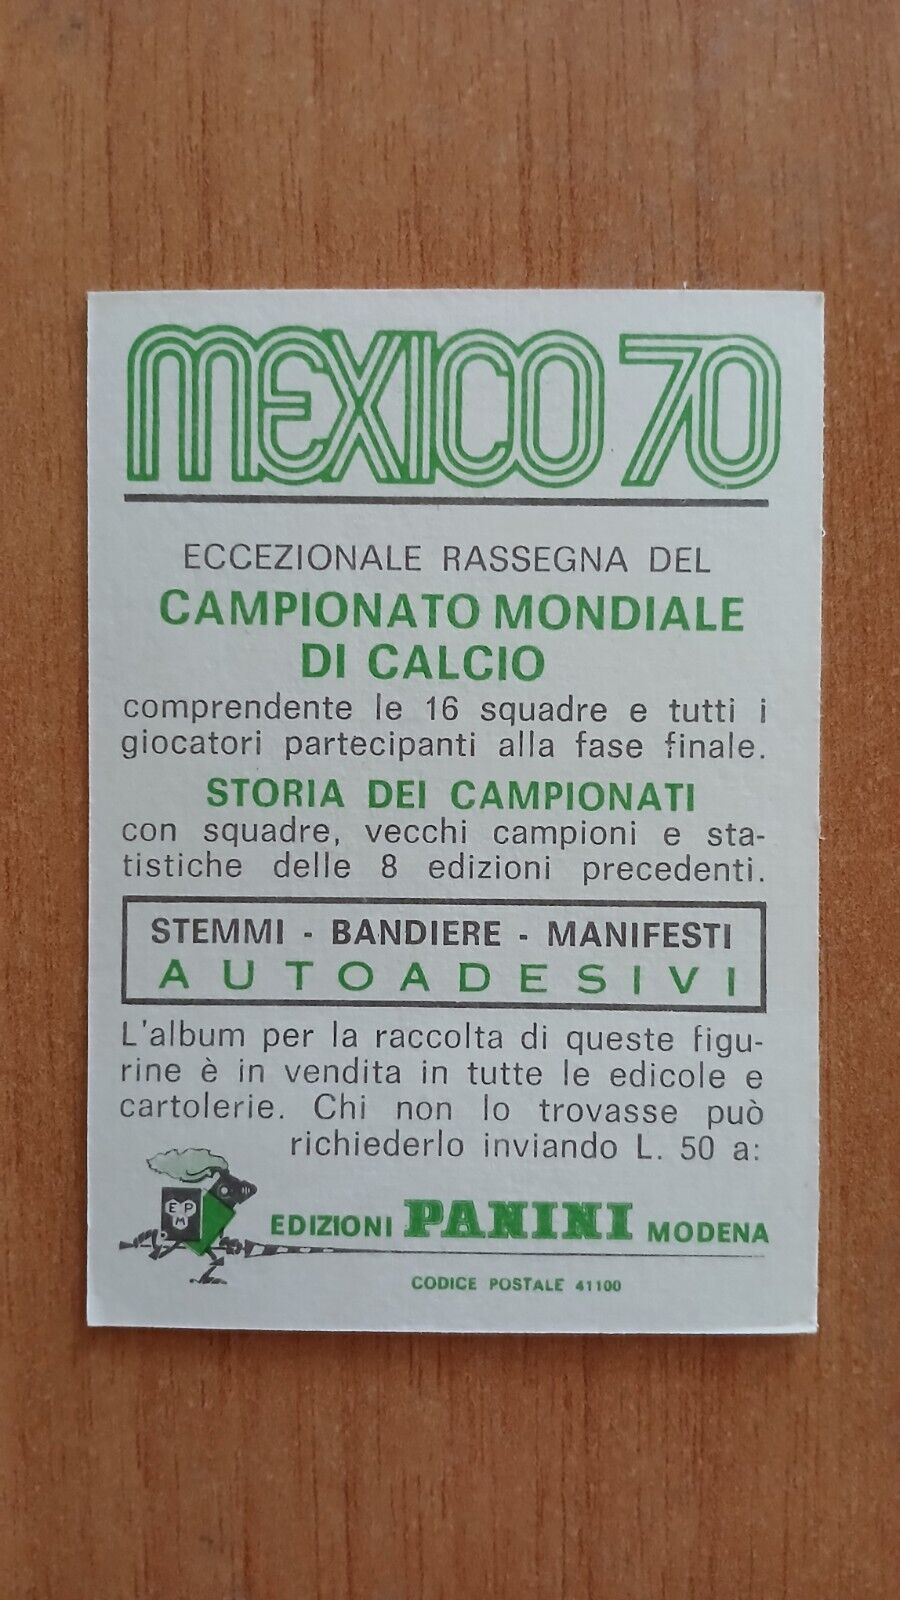 MEXICO 70
ECCEZIONALE RASSEGNA DEL
CAMPIONATO MONDIALE
DI CALCIO
comprendente le 16 squadre e tutti i
giocatori partecipanti alla fase finale.
STORIA DEI CAMPIONATI
con squadre, vecchi campioni e sta-
tistiche delle 8 edizioni precedenti.
STEMMI - BANDIERE - MANIFESTI
AUTOADESIVI
L'album per la raccolta di queste figu-
rine è in vendita in tutte le edicole e
cartolerie. Chi non lo trovasse può
richiederlo inviando L. 50 a:
EPM
EDIZIONI PANINI MODENA
CODICE POSTALE 41100